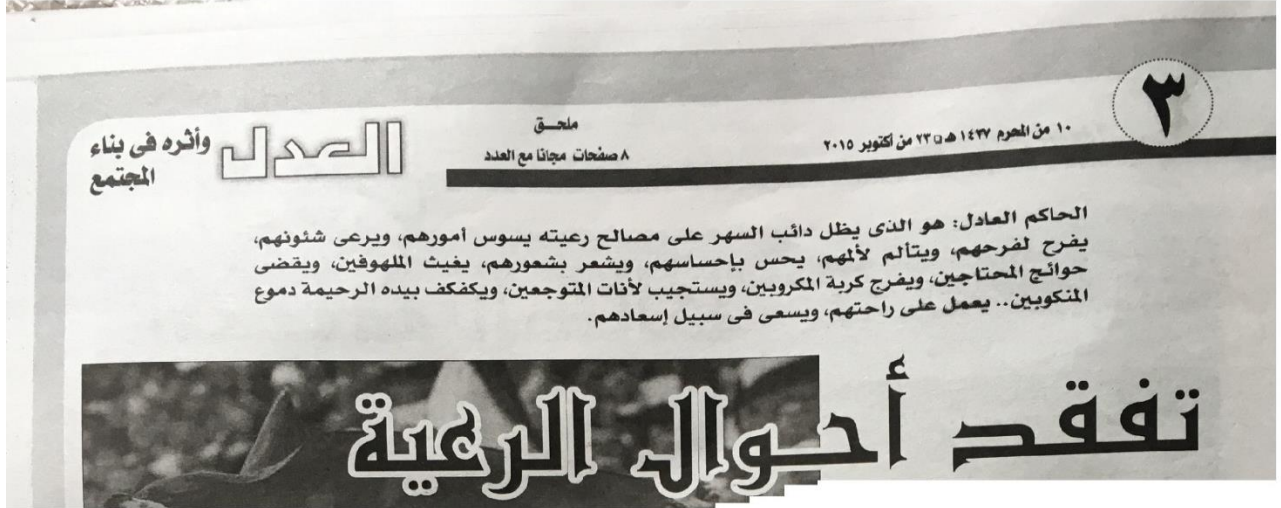 ٣
١٠ من المحرم ١٤٣٧ هـ ٢٣ من أكتوبر ٢٠١٥
ملحق
٨ صفحات مجانا مع العدد
العدل وأثره فى بناء
المجتمع
الحاكم العادل: هو الذى يظل دائب السهر على مصالح رعيته يسوس أمورهم، ويرعى شئونهم،
يفرح لفرحهم، ويتألم لألمهم، يحس بإحساسهم، ويشعر بشعورهم، يغيث الملهوفين، ويقضى
حوائج المحتاجين، ويفرج كربة المكروبين، ويستجيب لأنات المتوجعين، ويكفكف بيده الرحيمة دموع
المنكوبين.. يعمل على راحتهم، ويسعى فى سبيل إسعادهم.
تفقد أحوال الرعية